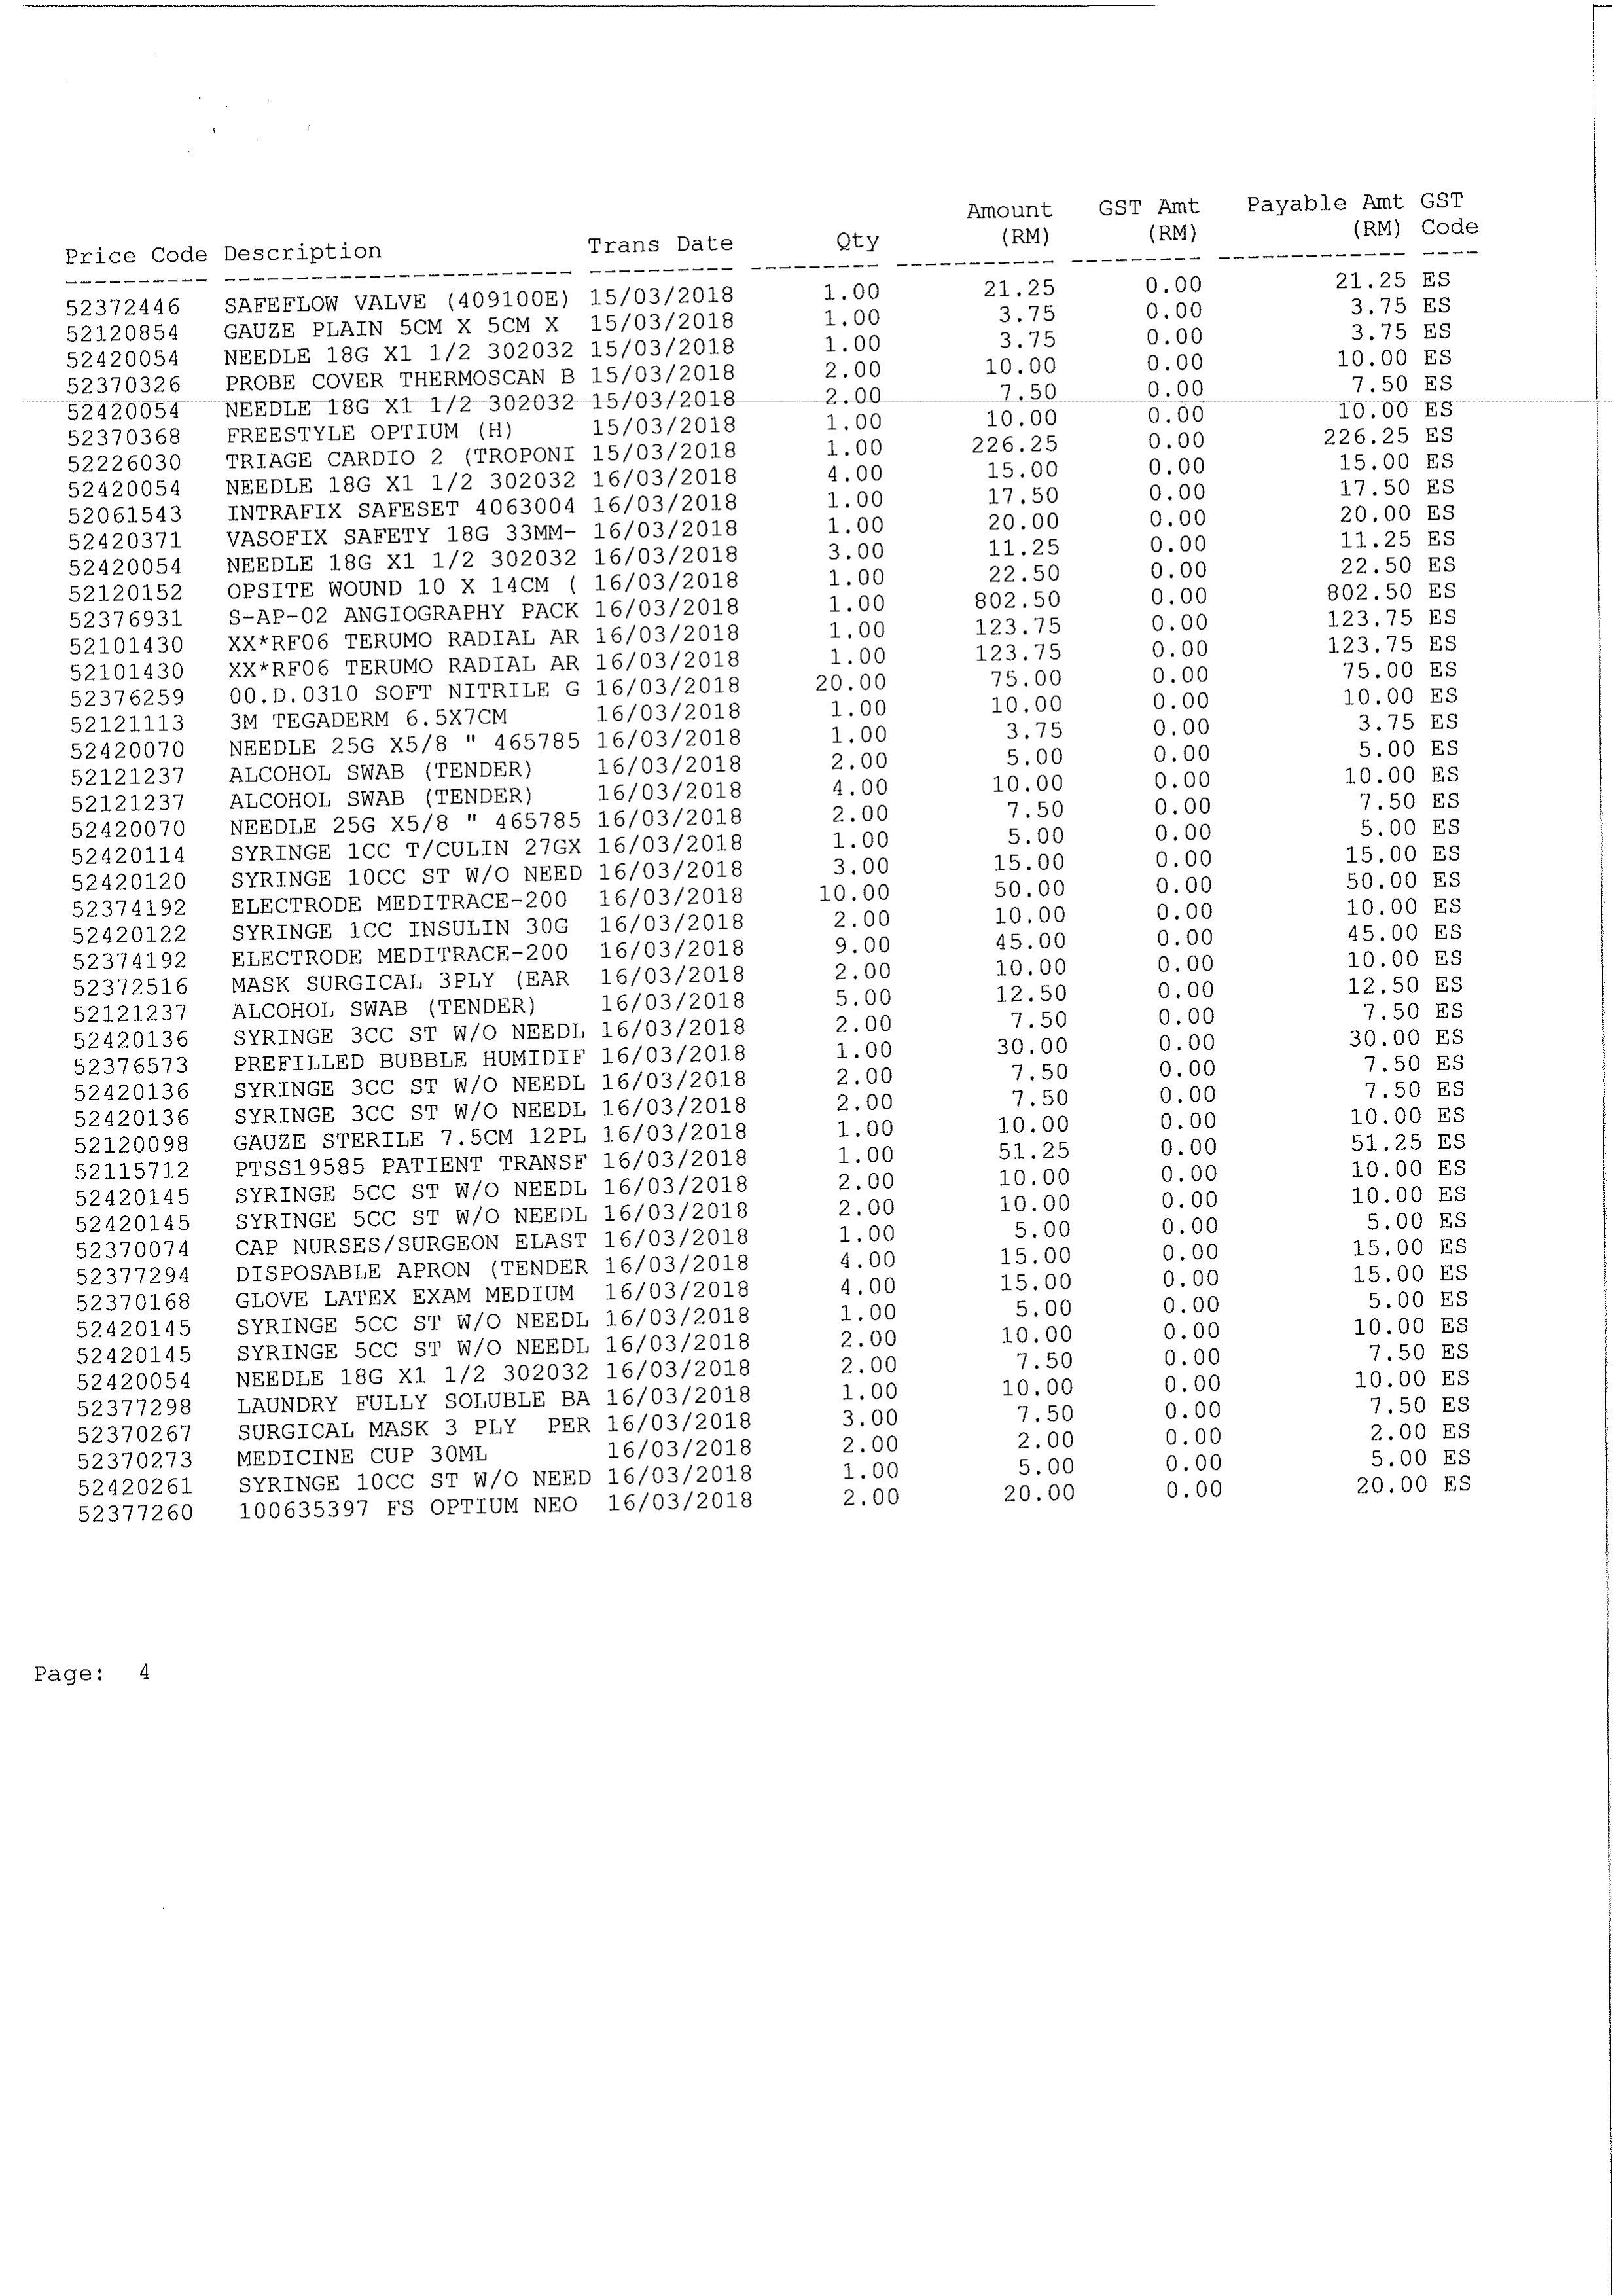 Amount GST Amt Payable Amt GST
Price Code Description Trans Date Qty (RM) (RM) (RM) Code
---------- ------------------------ ---------- --------- ----------- --------- ------------- ----
52372446 SAFEFLOW VALVE (409100E) 15/03/2018 1.00 21.25 0.00 21.25 ES
52120854 GAUZE PLAIN 5CM X 5CM X 15/03/2018 1.00 3.75 0.00 3.75 ES
52420054 NEEDLE 18G X1 1/2 302032 15/03/2018 1.00 3.75 0.00 3.75 ES
52370326 PROBE COVER THERMOSCAN B 15/03/2018 2.00 10.00 0.00 10.00 ES
52420054 NEEDLE 18G X1 1/2 302032 15/03/2018 2.00 7.50 0.00 7.50 ES
52370368 FREESTYLE OPTIUM (H) 15/03/2018 1.00 10.00 0.00 10.00 ES
52226030 TRIAGE CARDIO 2 (TROPONI 15/03/2018 1.00 226.25 0.00 226.25 ES
52420054 NEEDLE 18G X1 1/2 302032 16/03/2018 4.00 15.00 0.00 15.00 ES
52061543 INTRAFIX SAFESET 4063004 16/03/2018 1.00 17.50 0.00 17.50 ES
52420371 VASOFIX SAFETY 18G 33MM- 16/03/2018 1.00 20.00 0.00 20.00 ES
52420054 NEEDLE 18G X1 1/2 302032 16/03/2018 3.00 11.25 0.00 11.25 ES
52120152 OPSITE WOUND 10 X 14CM ( 16/03/2018 1.00 22.50 0.00 22.50 ES
52376931 S-AP-02 ANGIOGRAPHY PACK 16/03/2018 1.00 802.50 0.00 802.50 ES
52101430 XX*RF06 TERUMO RADIAL AR 16/03/2018 1.00 123.75 0.00 123.75 ES
52101430 XX*RF06 TERUMO RADIAL AR 16/03/2018 1.00 123.75 0.00 123.75 ES
52376259 00.D.0310 SOFT NITRILE G 16/03/2018 20.00 75.00 0.00 75.00 ES
52121113 3M TEGADERM 6.5X7CM 16/03/2018 1.00 10.00 0.00 10.00 ES
52420070 NEEDLE 25G X5/8 " 465785 16/03/2018 1.00 3.75 0.00 3.75 ES
52121237 ALCOHOL SWAB (TENDER) 16/03/2018 2.00 5.00 0.00 5.00 ES
52121237 ALCOHOL SWAB (TENDER) 16/03/2018 4.00 10.00 0.00 10.00 ES
52420070 NEEDLE 25G X5/8 " 465785 16/03/2018 2.00 7.50 0.00 7.50 ES
52420114 SYRINGE 1CC T/CULIN 27GX 16/03/2018 1.00 5.00 0.00 5.00 ES
52420120 SYRINGE 10CC ST W/O NEED 16/03/2018 3.00 15.00 0.00 15.00 ES
52374192 ELECTRODE MEDITRACE-200 16/03/2018 10.00 50.00 0.00 50.00 ES
52420122 SYRINGE 1CC INSULIN 30G 16/03/2018 2.00 10.00 0.00 10.00 ES
52374192 ELECTRODE MEDITRACE-200 16/03/2018 9.00 45.00 0.00 45.00 ES
52372516 MASK SURGICAL 3PLY (EAR 16/03/2018 2.00 10.00 0.00 10.00 ES
52121237 ALCOHOL SWAB (TENDER) 16/03/2018 5.00 12.50 0.00 12.50 ES
52420136 SYRINGE 3CC ST W/O NEEDL 16/03/2018 2.00 7.50 0.00 7.50 ES
52376573 PREFILLED BUBBLE HUMIDIF 16/03/2018 1.00 30.00 0.00 30.00 ES
52420136 SYRINGE 3CC ST W/O NEEDL 16/03/2018 2.00 7.50 0.00 7.50 ES
52420136 SYRINGE 3CC ST W/O NEEDL 16/03/2018 2.00 7.50 0.00 7.50 ES
52120098 GAUZE STERILE 7.5CM 12PL 16/03/2018 1.00 10.00 0.00 10.00 ES
52115712 PTSS19585 PATIENT TRANSF 16/03/2018 1.00 51.25 0.00 51.25 ES
52420145 SYRINGE 5CC ST W/O NEEDL 16/03/2018 2.00 10.00 0.00 10.00 ES
52420145 SYRINGE 5CC ST W/O NEEDL 16/03/2018 2.00 10.00 0.00 10.00 ES
52370074 CAP NURSES/SURGEON ELAST 16/03/2018 1.00 5.00 0.00 5.00 ES
52377294 DISPOSABLE APRON (TENDER 16/03/2018 4.00 15.00 0.00 15.00 ES
52370168 GLOVE LATEX EXAM MEDIUM 16/03/2018 4.00 15.00 0.00 15.00 ES
52420145 SYRINGE 5CC ST W/O NEEDL 16/03/2018 1.00 5.00 0.00 5.00 ES
52420145 SYRINGE 5CC ST W/O NEEDL 16/03/2018 2.00 10.00 0.00 10.00 ES
52420054 NEEDLE 18G X1 1/2 302032 16/03/2018 2.00 7.50 0.00 7.50 ES
52377298 LAUNDRY FULLY SOLUBLE BA 16/03/2018 1.00 10.00 0.00 10.00 ES
52370267 SURGICAL MASK 3 PLY PER 16/03/2018 3.00 7.50 0.00 7.50 ES
52370273 MEDICINE CUP 30ML 16/03/2018 2.00 2.00 0.00 2.00 ES
52420261 SYRINGE 10CC ST W/O NEED 16/03/2018 1.00 5.00 0.00 5.00 ES
52377260 100635397 FS OPTIUM NEO 16/03/2018 2.00 20.00 0.00 20.00 ES
Page: 4